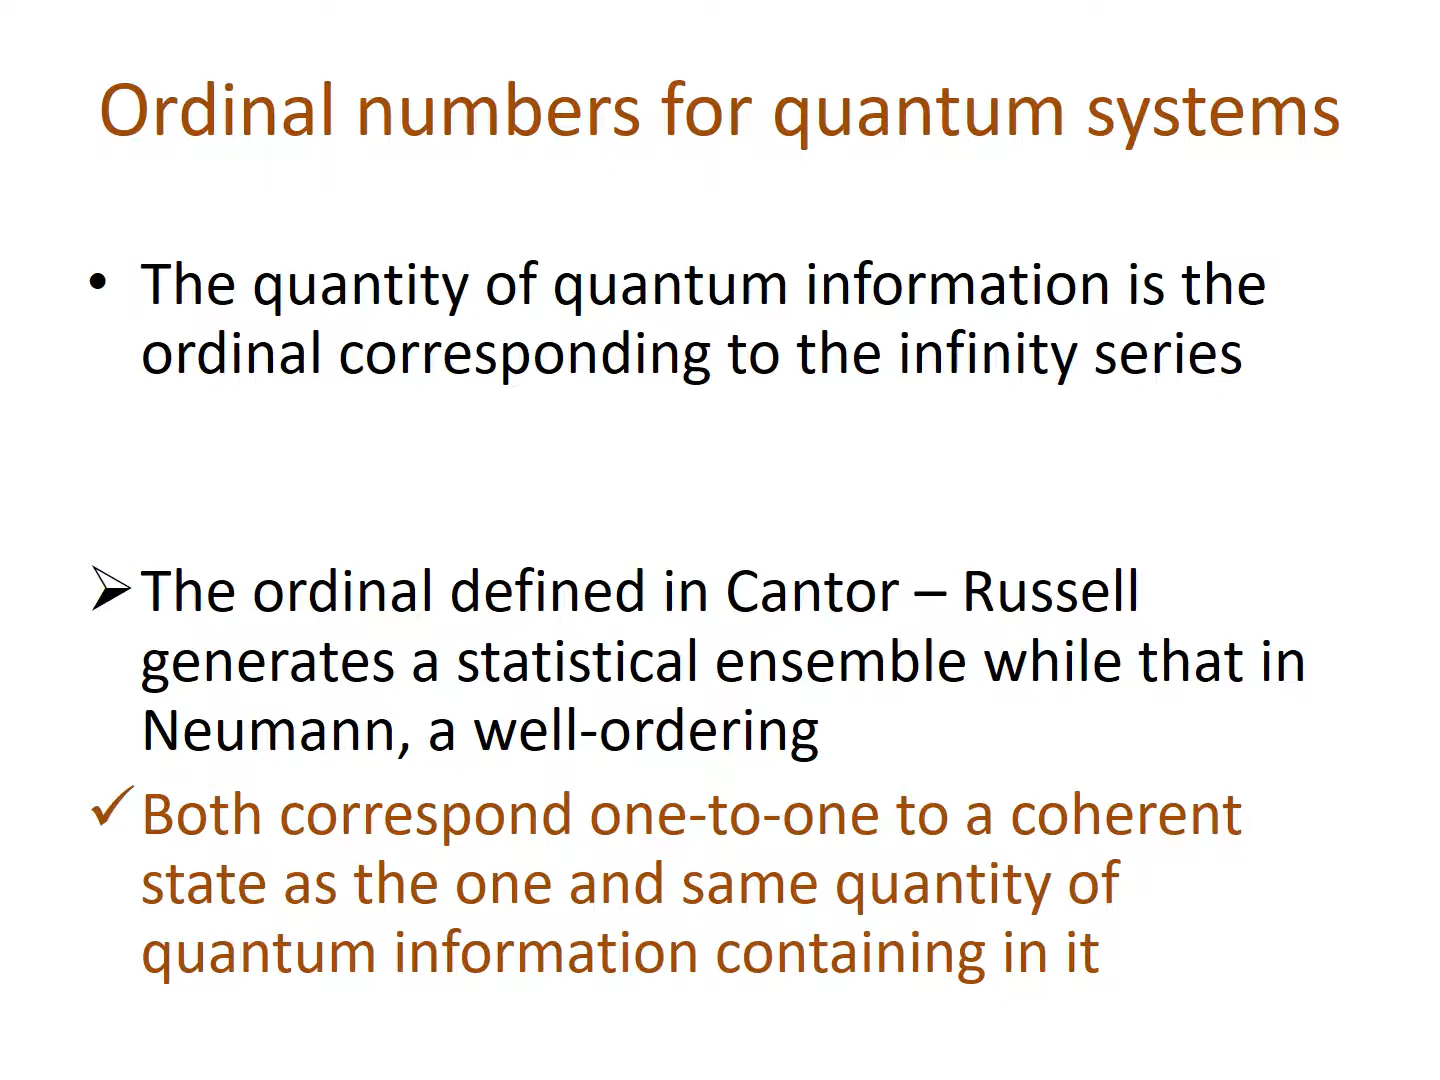 Ordinal numbers for quantum systems
• The quantity of quantum information is the
ordinal corresponding to the infinity series
➢ The ordinal defined in Cantor – Russell
generates a statistical ensemble while that in
Neumann, a well-ordering
✓ Both correspond one-to-one to a coherent
state as the one and same quantity of
quantum information containing in it